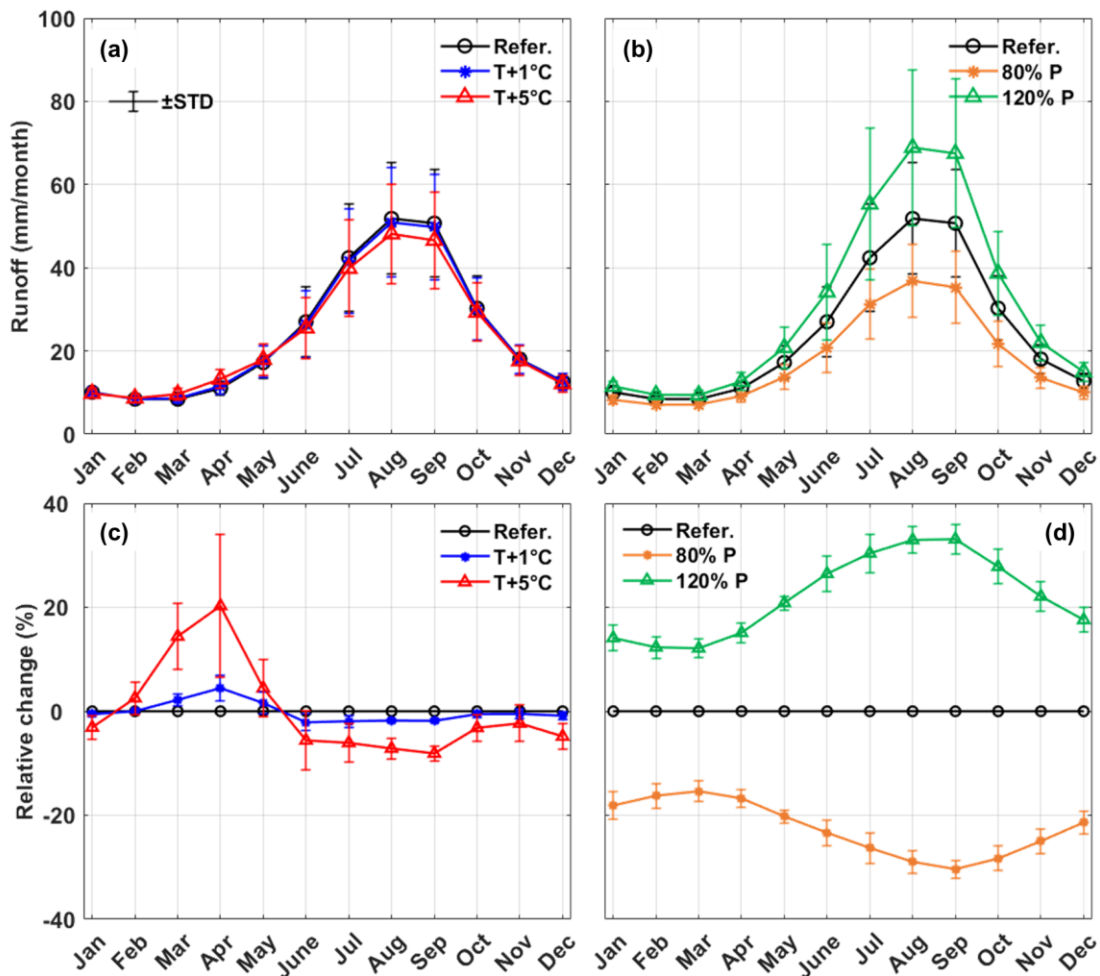 100
80
60
40
20
0
Runoff (mm/month)
(a)
±STD
Refer.
T+1°C
T+5°C
Jan Feb Mar Apr May June Jul Aug Sep Oct Nov Dec
(b)
Refer.
80% P
120% P
Jan Feb Mar Apr May June Jul Aug Sep Oct Nov Dec
40
20
0
-20
-40
Relative change (%)
(c)
Refer.
T+1°C
T+5°C
Jan Feb Mar Apr May June Jul Aug Sep Oct Nov Dec
Refer.
80% P
120% P
(d)
Jan Feb Mar Apr May June Jul Aug Sep Oct Nov Dec